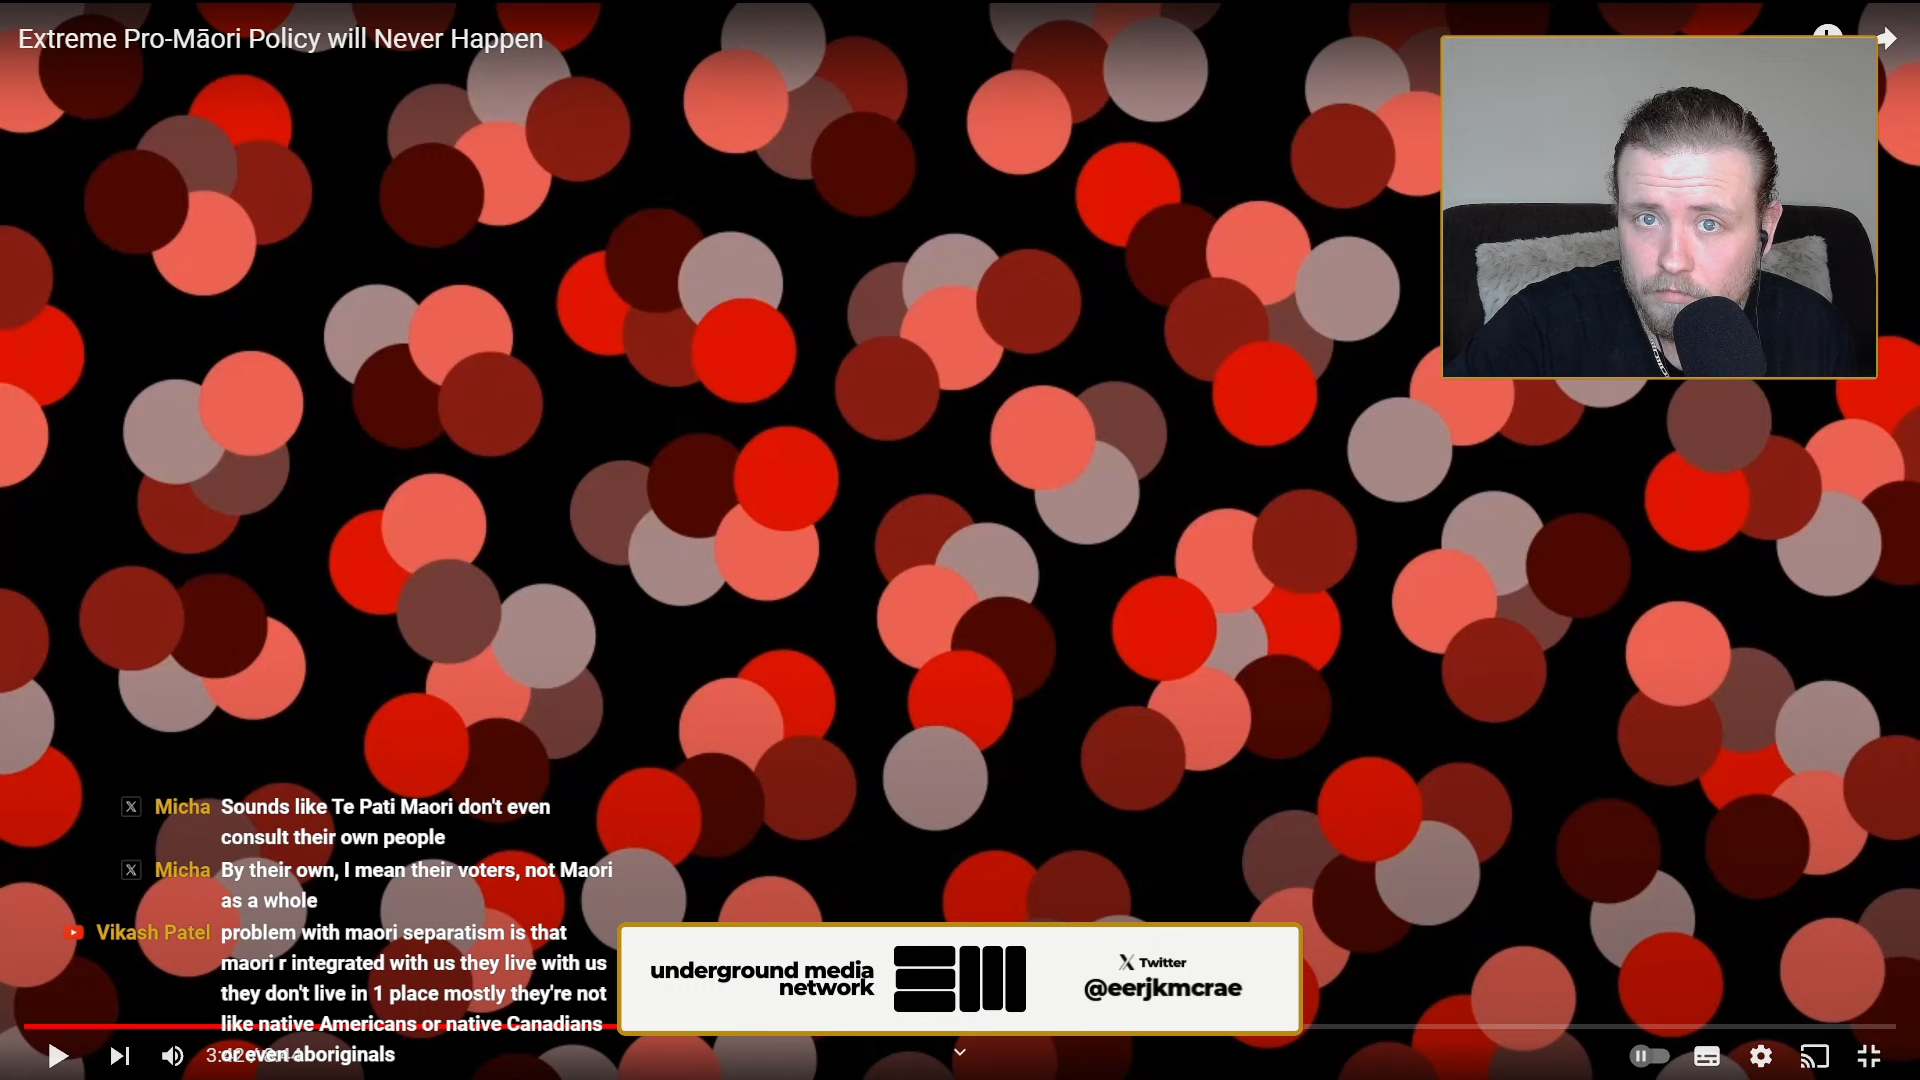 Extreme Pro-Māori Policy will Never Happen
Micha Sounds like Te Pati Maori don't even
consult their own people
Micha By their own, I mean their voters, not Maori
as a whole
Vikash Patel problem with maori separatism is that
maori r integrated with us they live with us
they don't live in 1 place mostly they're not
like native Americans or native Canadians
or even aboriginals
underground media
network
X Twitter
@eerjkmcrae
3:42